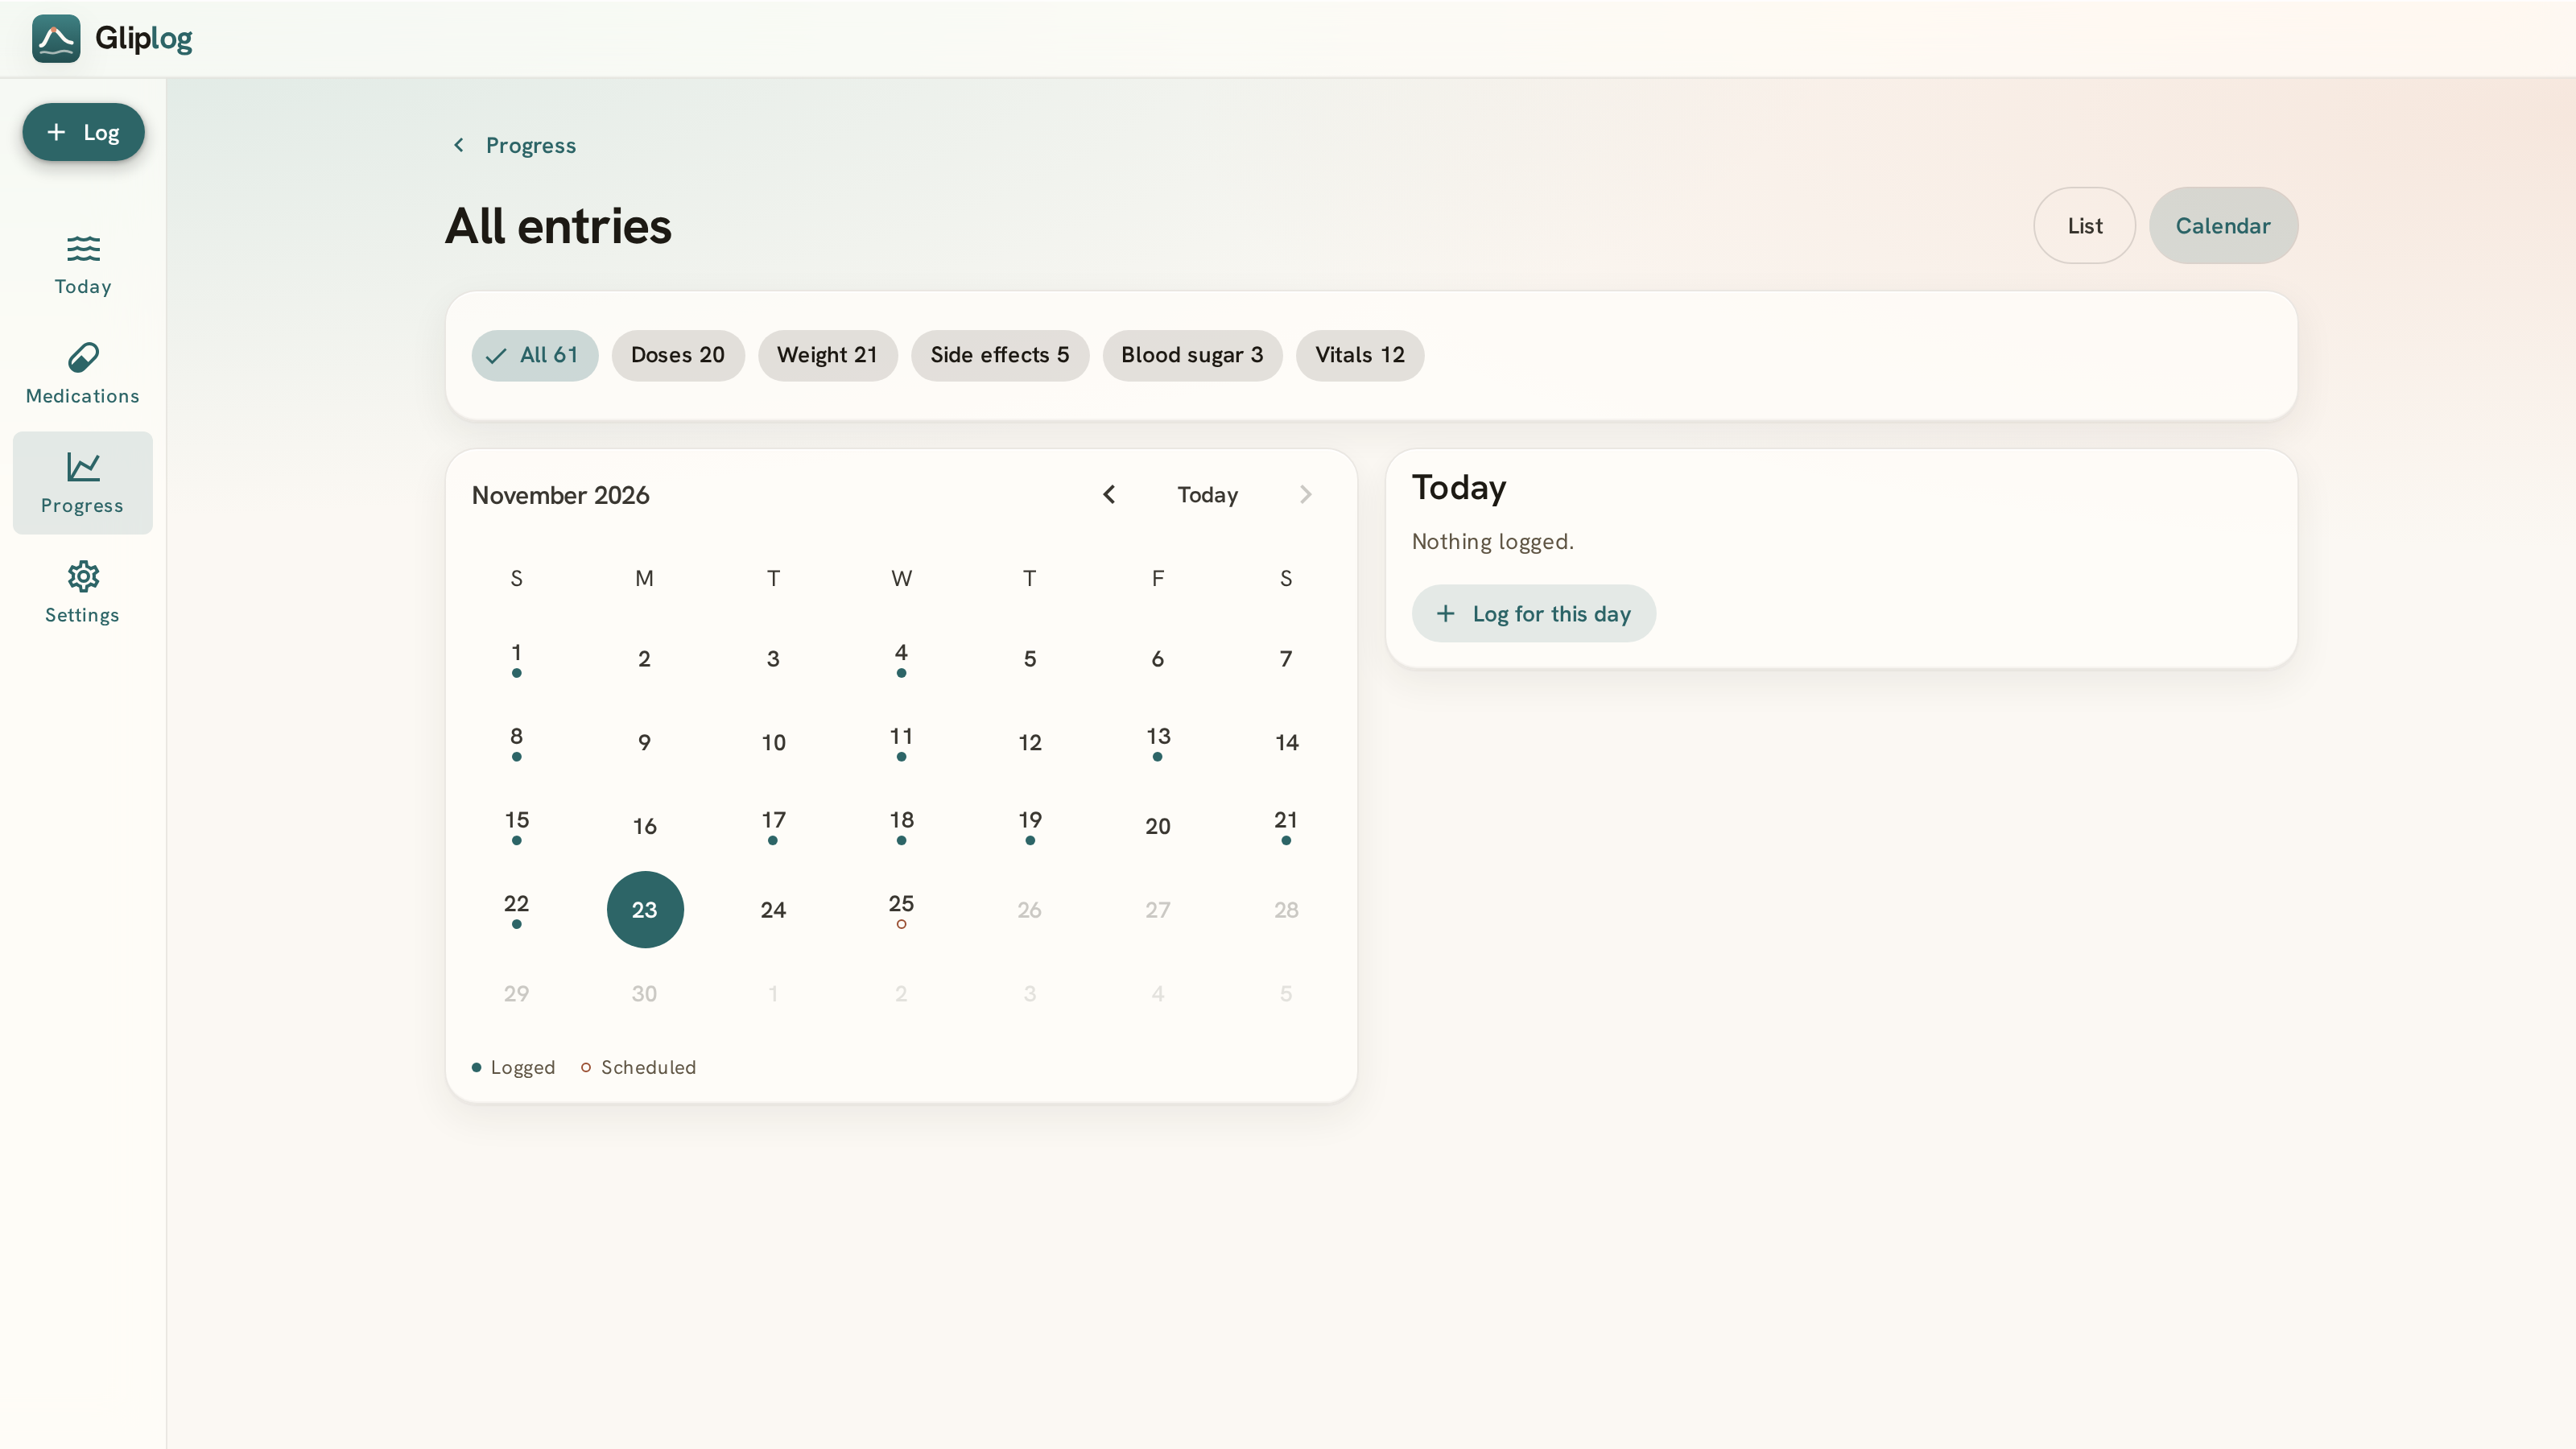 Gliplog
Log
Today
Medications
Progress
Settings
Progress
All entries
List
Calendar
All 61
Doses 20
Weight 21
Side effects 5
Blood sugar 3
Vitals 12
November 2026
Today
S M T W T F S
1 2 3 4 5 6 7
8 9 10 11 12 13 14
15 16 17 18 19 20 21
22 23 24 25 26 27 28
29 30 1 2 3 4 5
Logged
Scheduled
Today
Nothing logged.
Log for this day